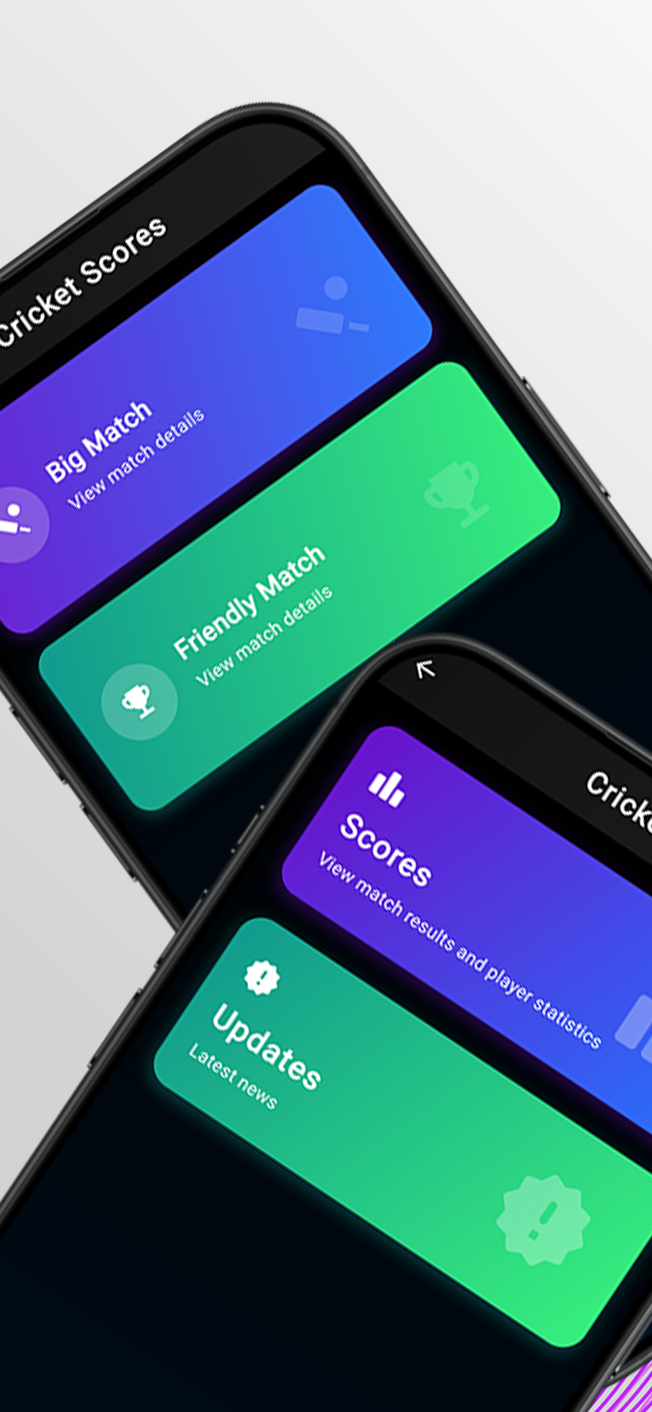 Cricket Scores
Big Match
View match details
Friendly Match
View match details
Scores
View match results and player statistics
Updates
Latest news